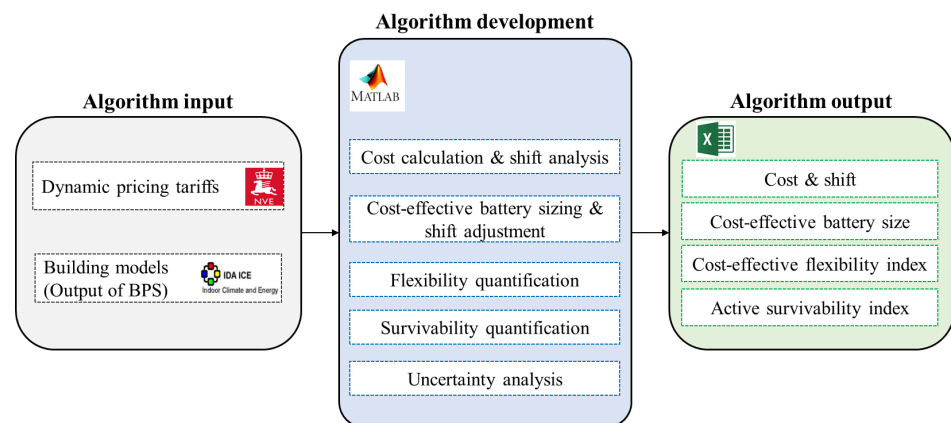 Algorithm development
Algorithm input
Algorithm output
MATLAB
X
Dynamic pricing tariffs
NVE
Building models
(Output of BPS)
IDA ICE
Indoor Climate and Energy
Cost calculation & shift analysis
Cost-effective battery sizing &
shift adjustment
Flexibility quantification
Survivability quantification
Uncertainty analysis
Cost & shift
Cost-effective battery size
Cost-effective flexibility index
Active survivability index